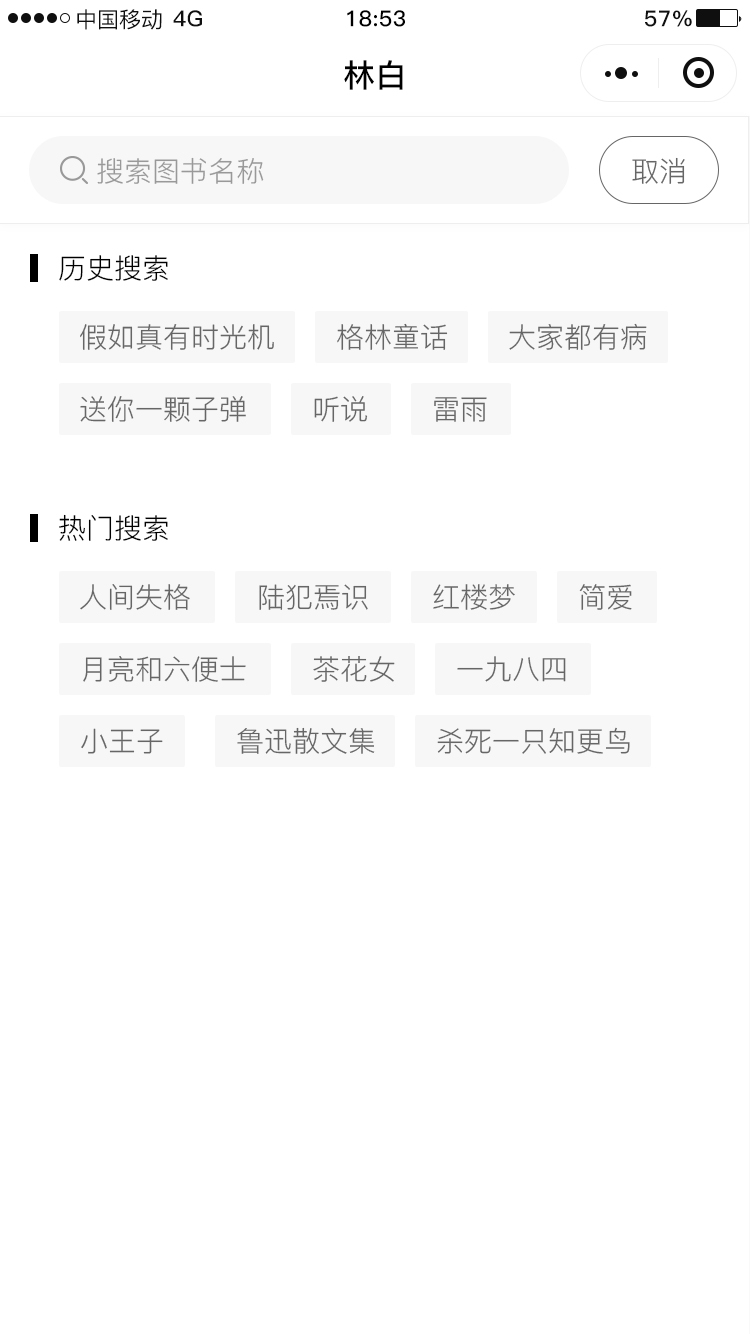 中国移动 4G 18:53 57%
林白
搜索图书名称 取消
历史搜索
假如真有时光机 格林童话 大家都有病
送你一颗子弹 听说 雷雨
热门搜索
人间失格 陆犯焉识 红楼梦 简爱
月亮和六便士 茶花女 一九八四
小王子 鲁迅散文集 杀死一只知更鸟